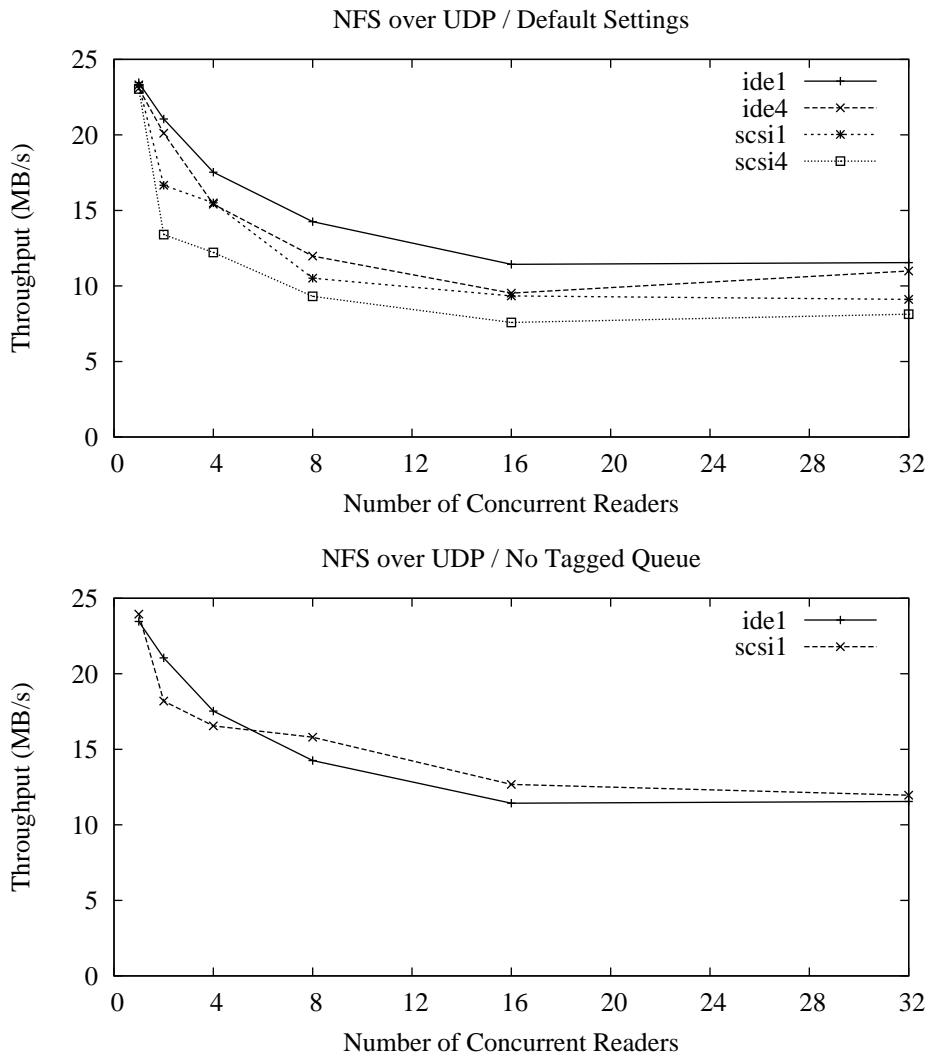 NFS over UDP / Default Settings
25
20
15
10
5
0
Throughput (MB/s)
ide1
ide4
scsi1
scsi4
0 4 8 12 16 20 24 28 32
Number of Concurrent Readers
NFS over UDP / No Tagged Queue
25
20
15
10
5
0
Throughput (MB/s)
ide1
scsi1
0 4 8 12 16 20 24 28 32
Number of Concurrent Readers